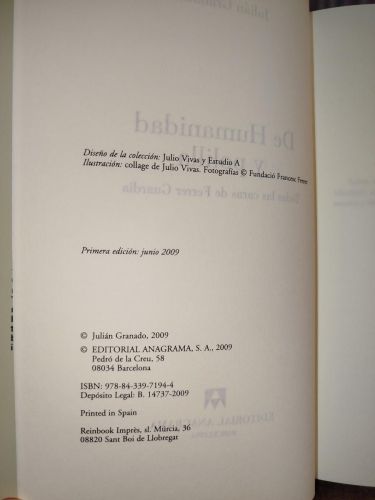 Diseño de la colección: Julio Vivas y Estudio A
Ilustración: collage de Julio Vivas. Fotografías © Fundació Francesc Ferrer
Primera edición: junio 2009
© Julián Granado, 2009
© EDITORIAL ANAGRAMA, S. A., 2009
Pedró de la Creu, 58
08034 Barcelona
ISBN: 978-84-339-7194-4
Depósito Legal: B. 14737-2009
Printed in Spain
Reinbook Imprès, sl. Múrcia, 36
08820 Sant Boi de Llobregat